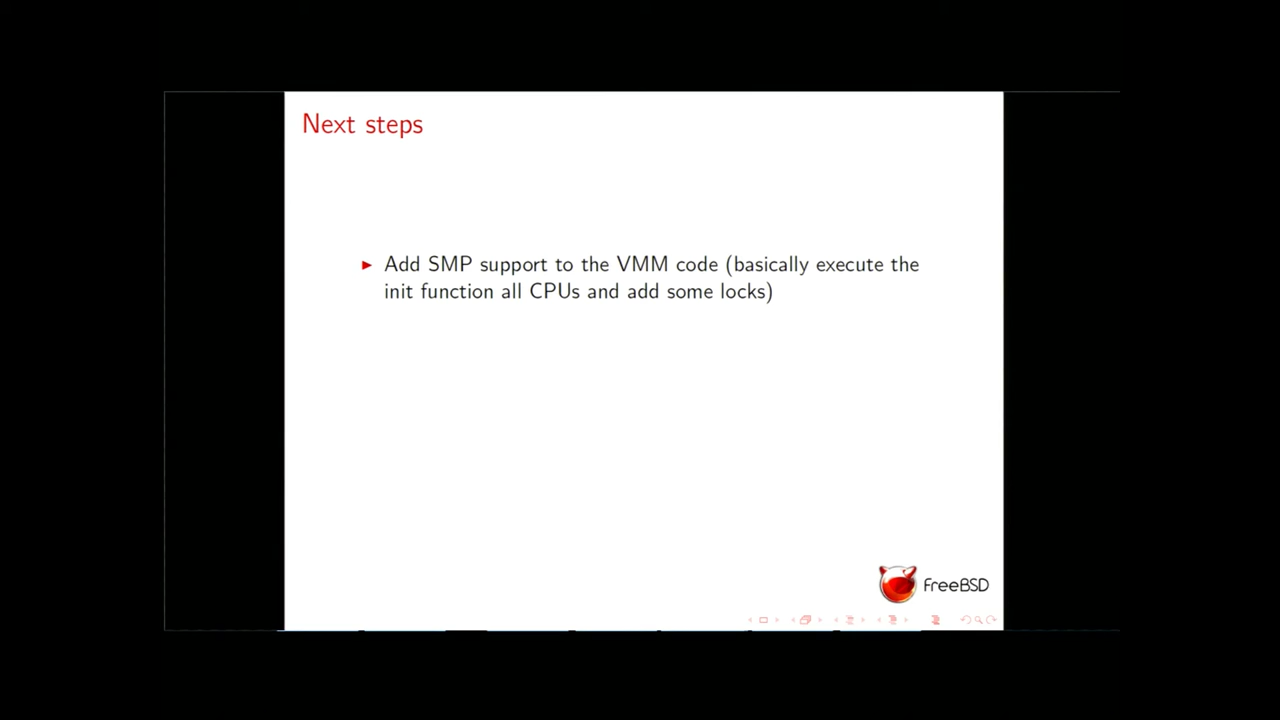 Next steps
Add SMP support to the VMM code (basically execute the
init function all CPUs and add some locks)
FreeBSD